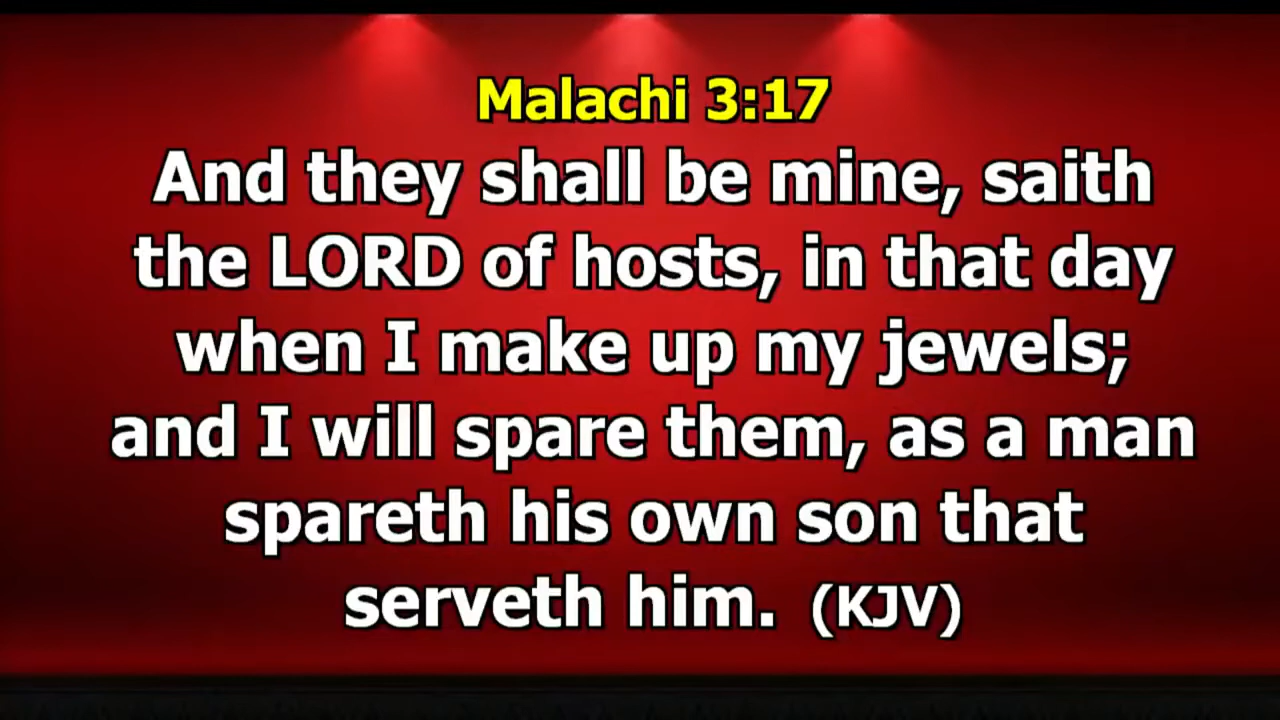 Malachi 3:17
And they shall be mine, saith
the LORD of hosts, in that day
when I make up my jewels;
and I will spare them, as a man
spareth his own son that
serveth him. (KJV)